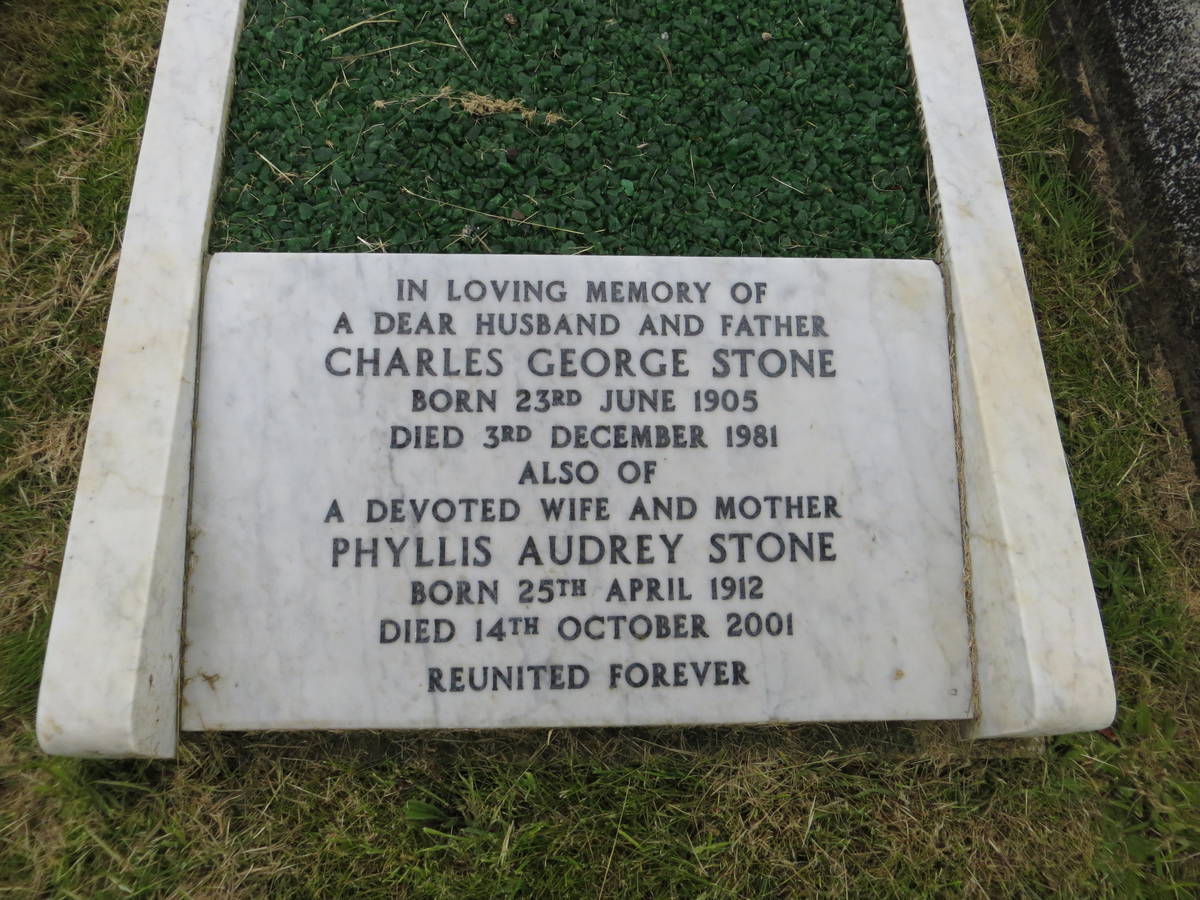 IN LOVING MEMORY OF
A DEAR HUSBAND AND FATHER
CHARLES GEORGE STONE
BORN 23RD JUNE 1905
DIED 3RD DECEMBER 1981
ALSO OF
A DEVOTED WIFE AND MOTHER
PHYLLIS AUDREY STONE
BORN 25TH APRIL 1912
DIED 14TH OCTOBER 2001
REUNITED FOREVER